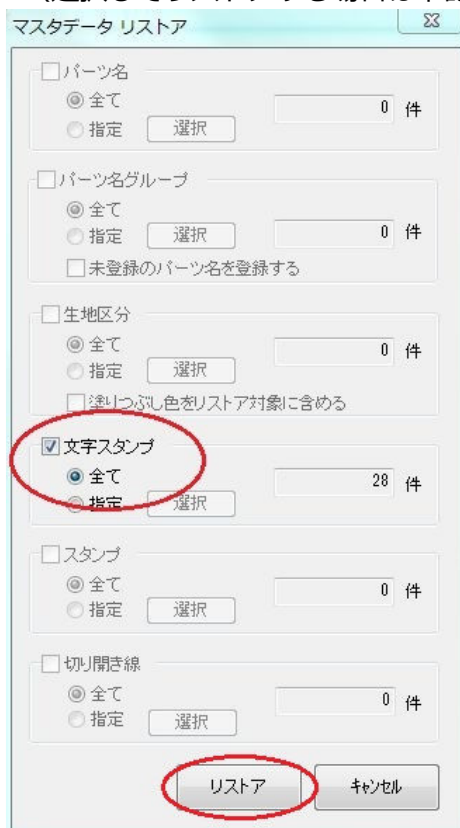 マスタデータ リストア
パーツ名
全て
0 件
指定 選択
パーツ名グループ
全て
指定 選択 0 件
未登録のパーツ名を登録する
生地区分
全て
0 件
指定 選択
塗りつぶし色をリストア対象に含める
文字スタンプ
全て
28 件
指定 選択
スタンプ
全て
0 件
指定 選択
切り開き線
全て
0 件
指定 選択
リストア キャンセル